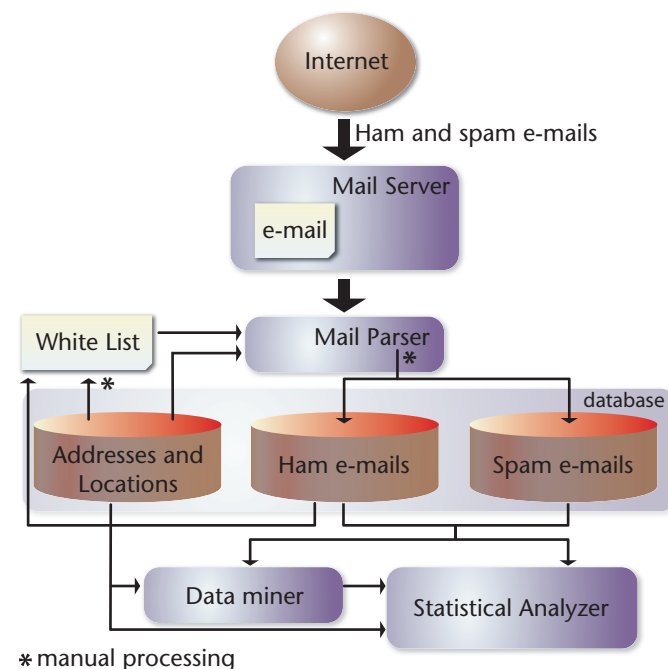 Internet
Ham and spam e-mails
Mail Server
e-mail
White List
Mail Parser
*
*
database
Addresses and
Locations
Ham e-mails
Spam e-mails
Data miner
Statistical Analyzer
* manual processing